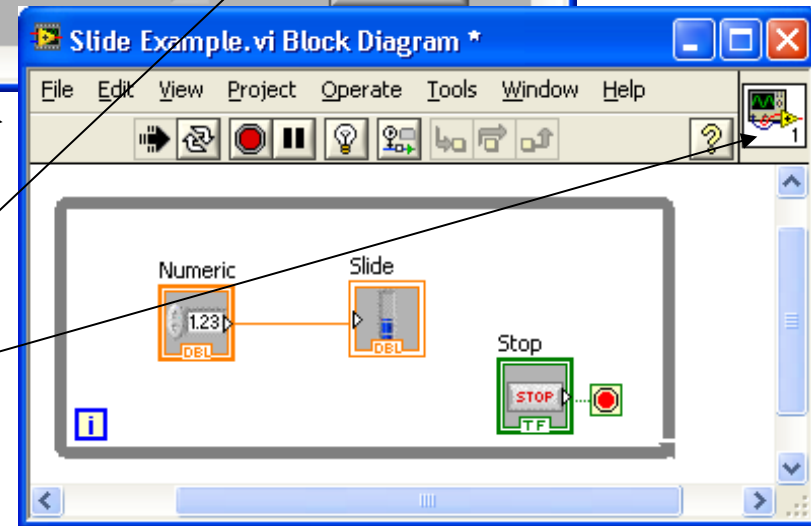 Slide Example.vi Block Diagram *
File Edit View Project Operate Tools Window Help
? 1
Numeric Slide
1.23
DBL DBL
Stop
STOP
TF
i